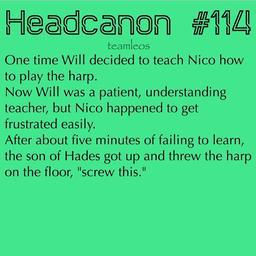 Headcanon #114
teamleos
One time Will decided to teach Nico how
to play the harp.
Now Will was a patient, understanding
teacher, but Nico happened to get
frustrated easily.
After about five minutes of failing to learn,
the son of Hades got up and threw the harp
on the floor, "screw this."